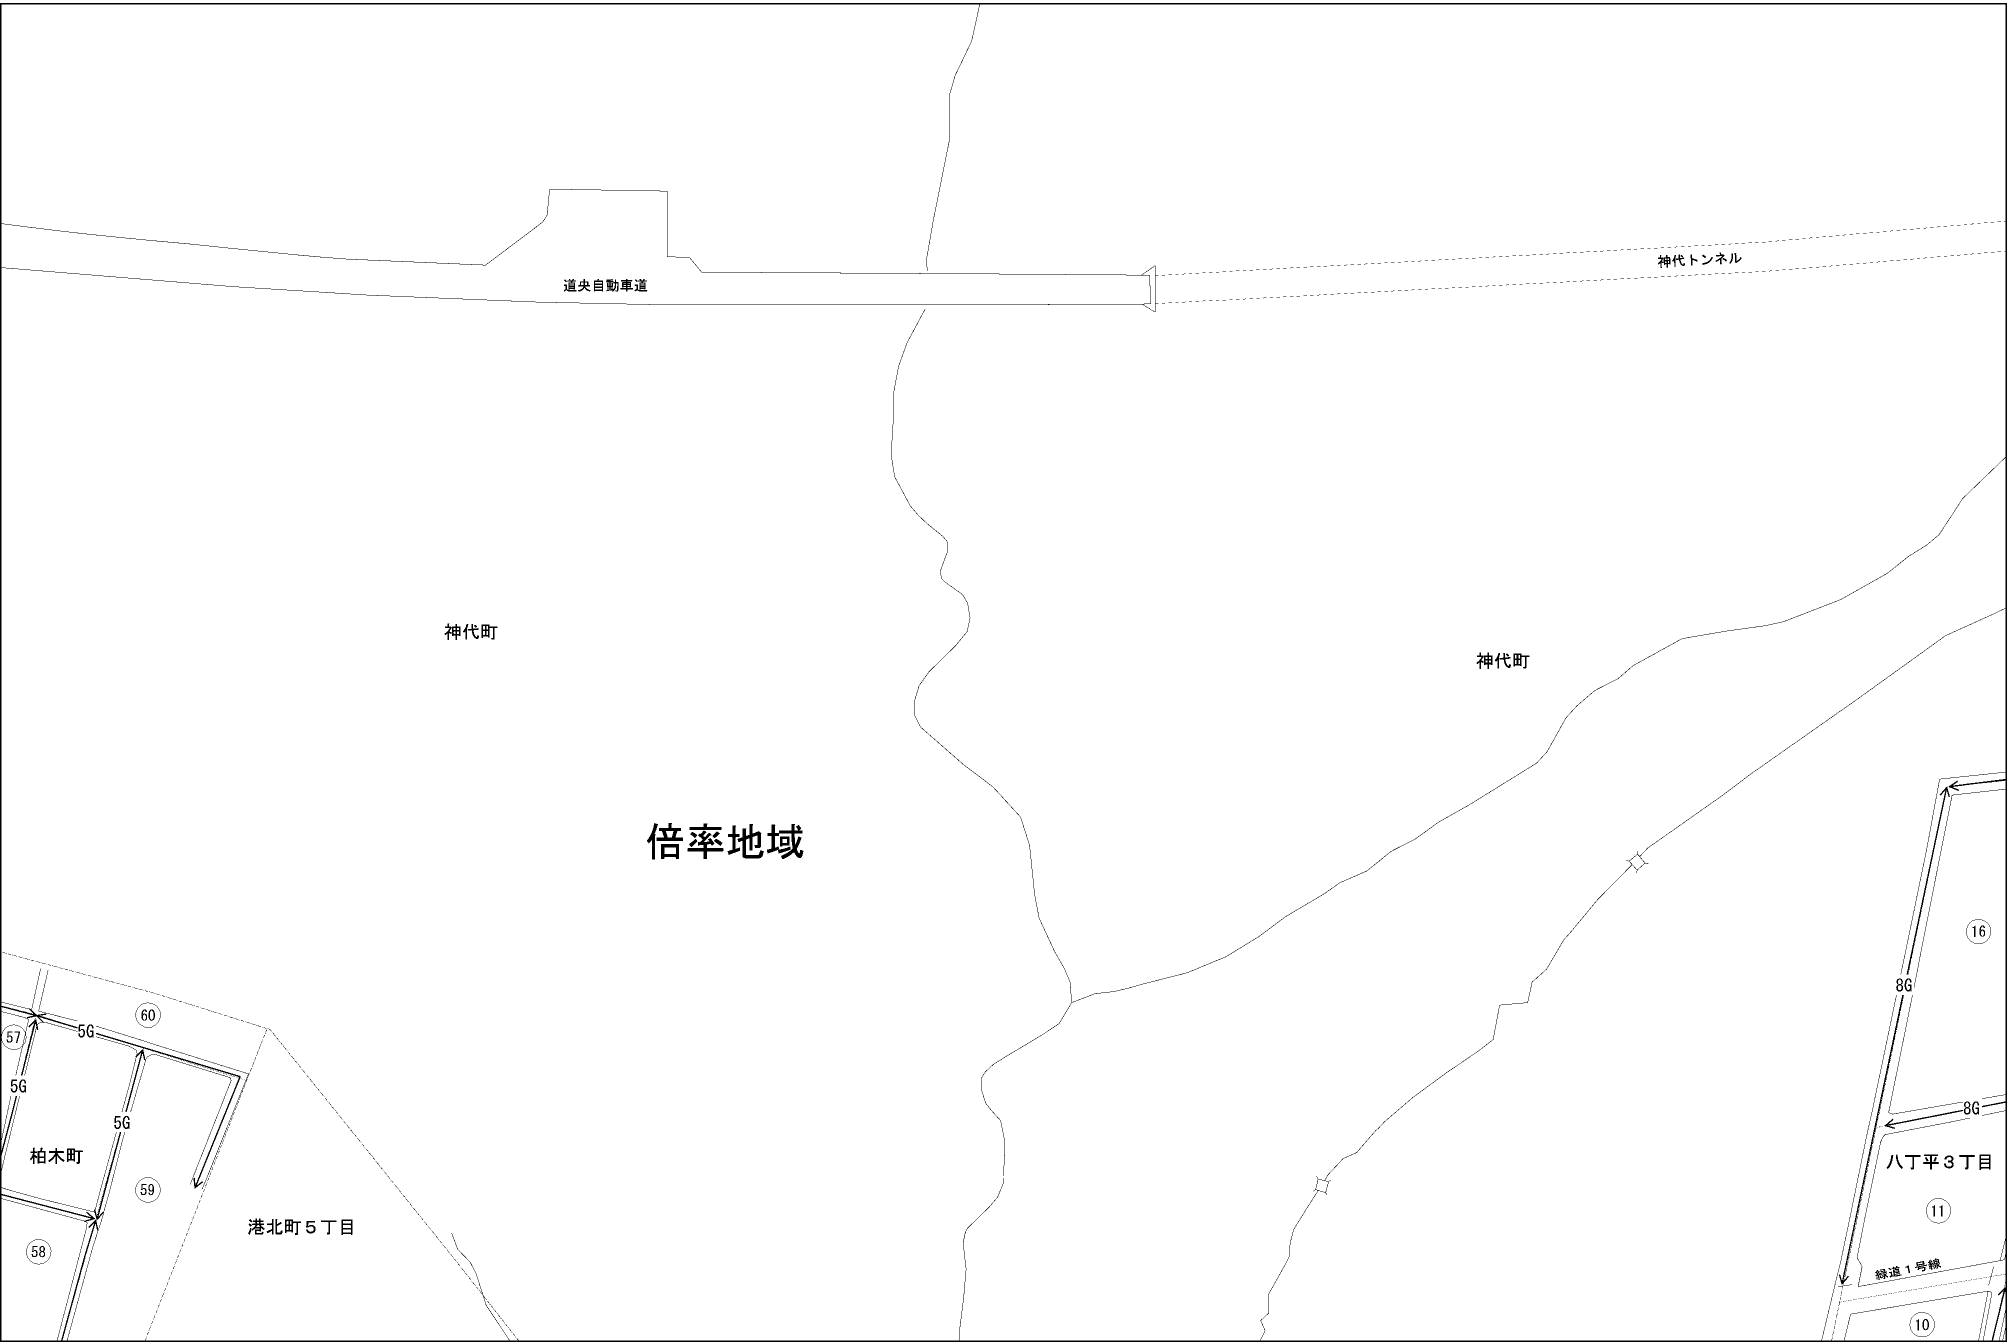 道央自動車道
神代トンネル
神代町
神代町
倍率地域
16
8G
60
57
5G
5G
5G
8G
柏木町
八丁平３丁目
59
11
港北町５丁目
58
緑道１号線
10